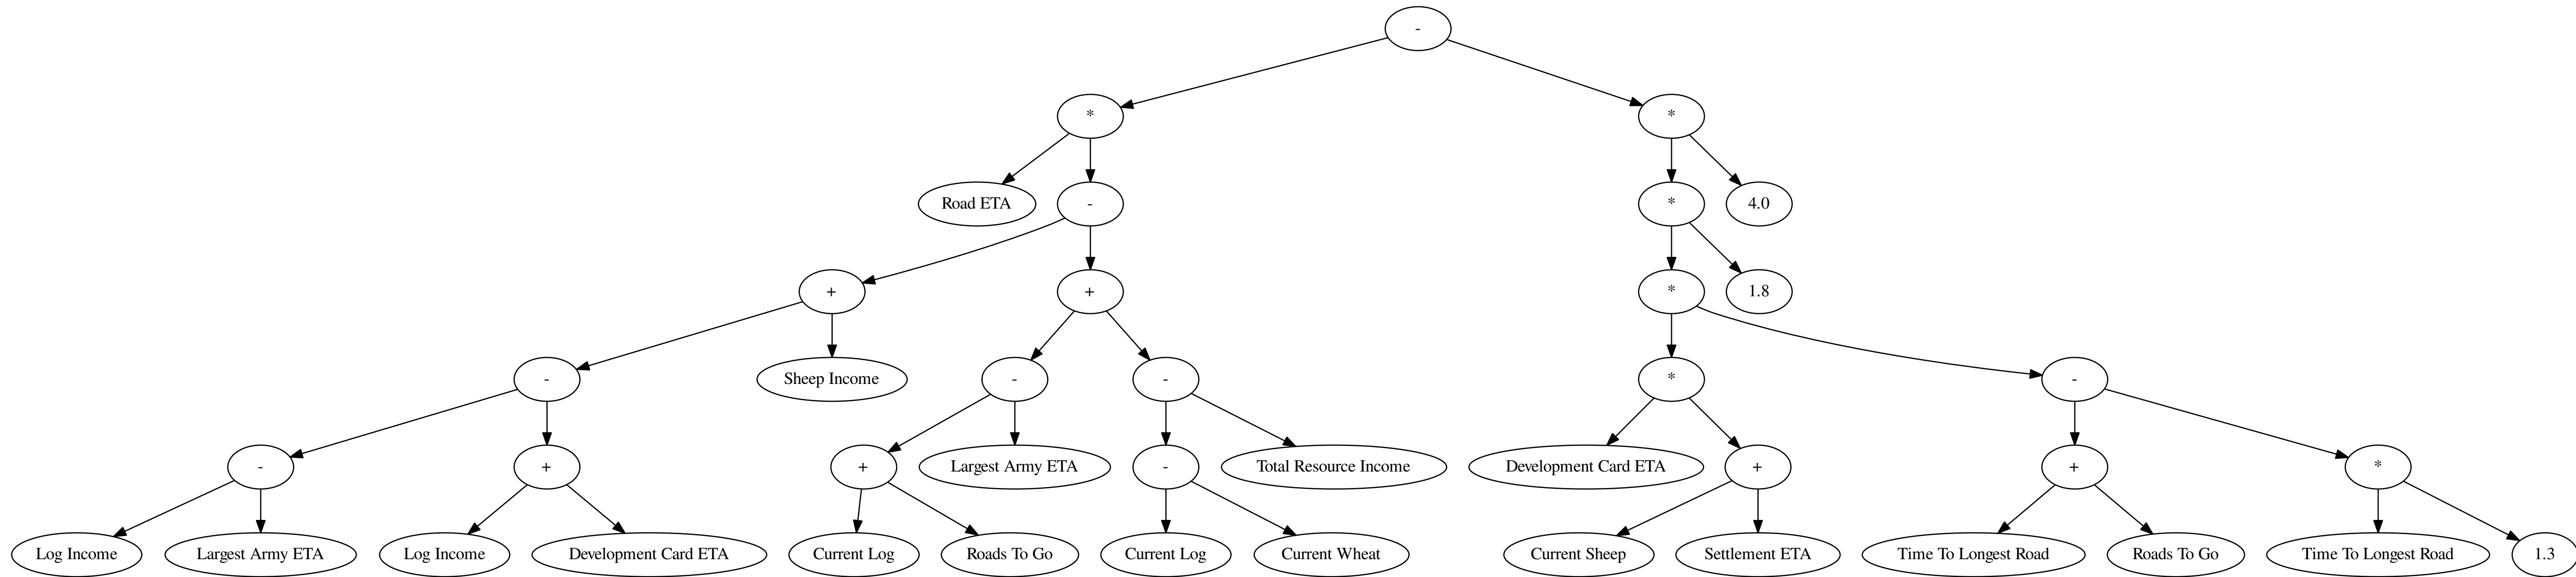 -
*
*
Road ETA
-
*
4.0
+
+
*
1.8
-
Sheep Income
-
-
*
-
-
+
+
Largest Army ETA
-
Total Resource Income
Development Card ETA
+
+
*
Log Income
Largest Army ETA
Log Income
Development Card ETA
Current Log
Roads To Go
Current Log
Current Wheat
Current Sheep
Settlement ETA
Time To Longest Road
Roads To Go
Time To Longest Road
1.3